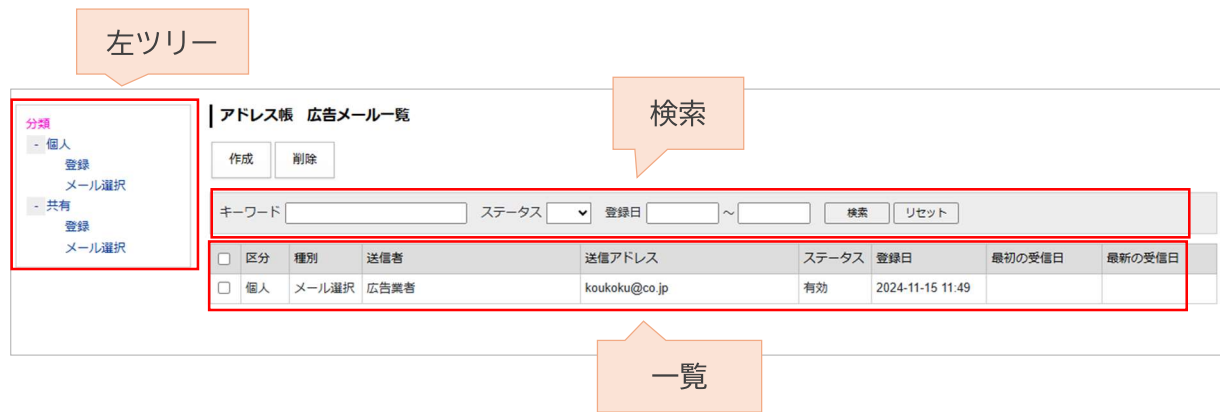 左ツリー
検索
分類
- 個人
登録
メール選択
- 共有
登録
メール選択
アドレス帳　広告メール一覧
作成 削除
キーワード ステータス 登録日 ～ 検索 リセット
区分 種別 送信者 送信アドレス ステータス 登録日 最初の受信日 最新の受信日
個人 メール選択 広告業者 koukoku@co.jp 有効 2024-11-15 11:49
一覧